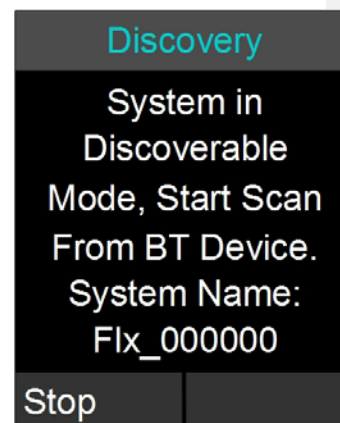 Discovery
System in
Discoverable
Mode, Start Scan
From BT Device.
System Name:
Flx_000000
Stop